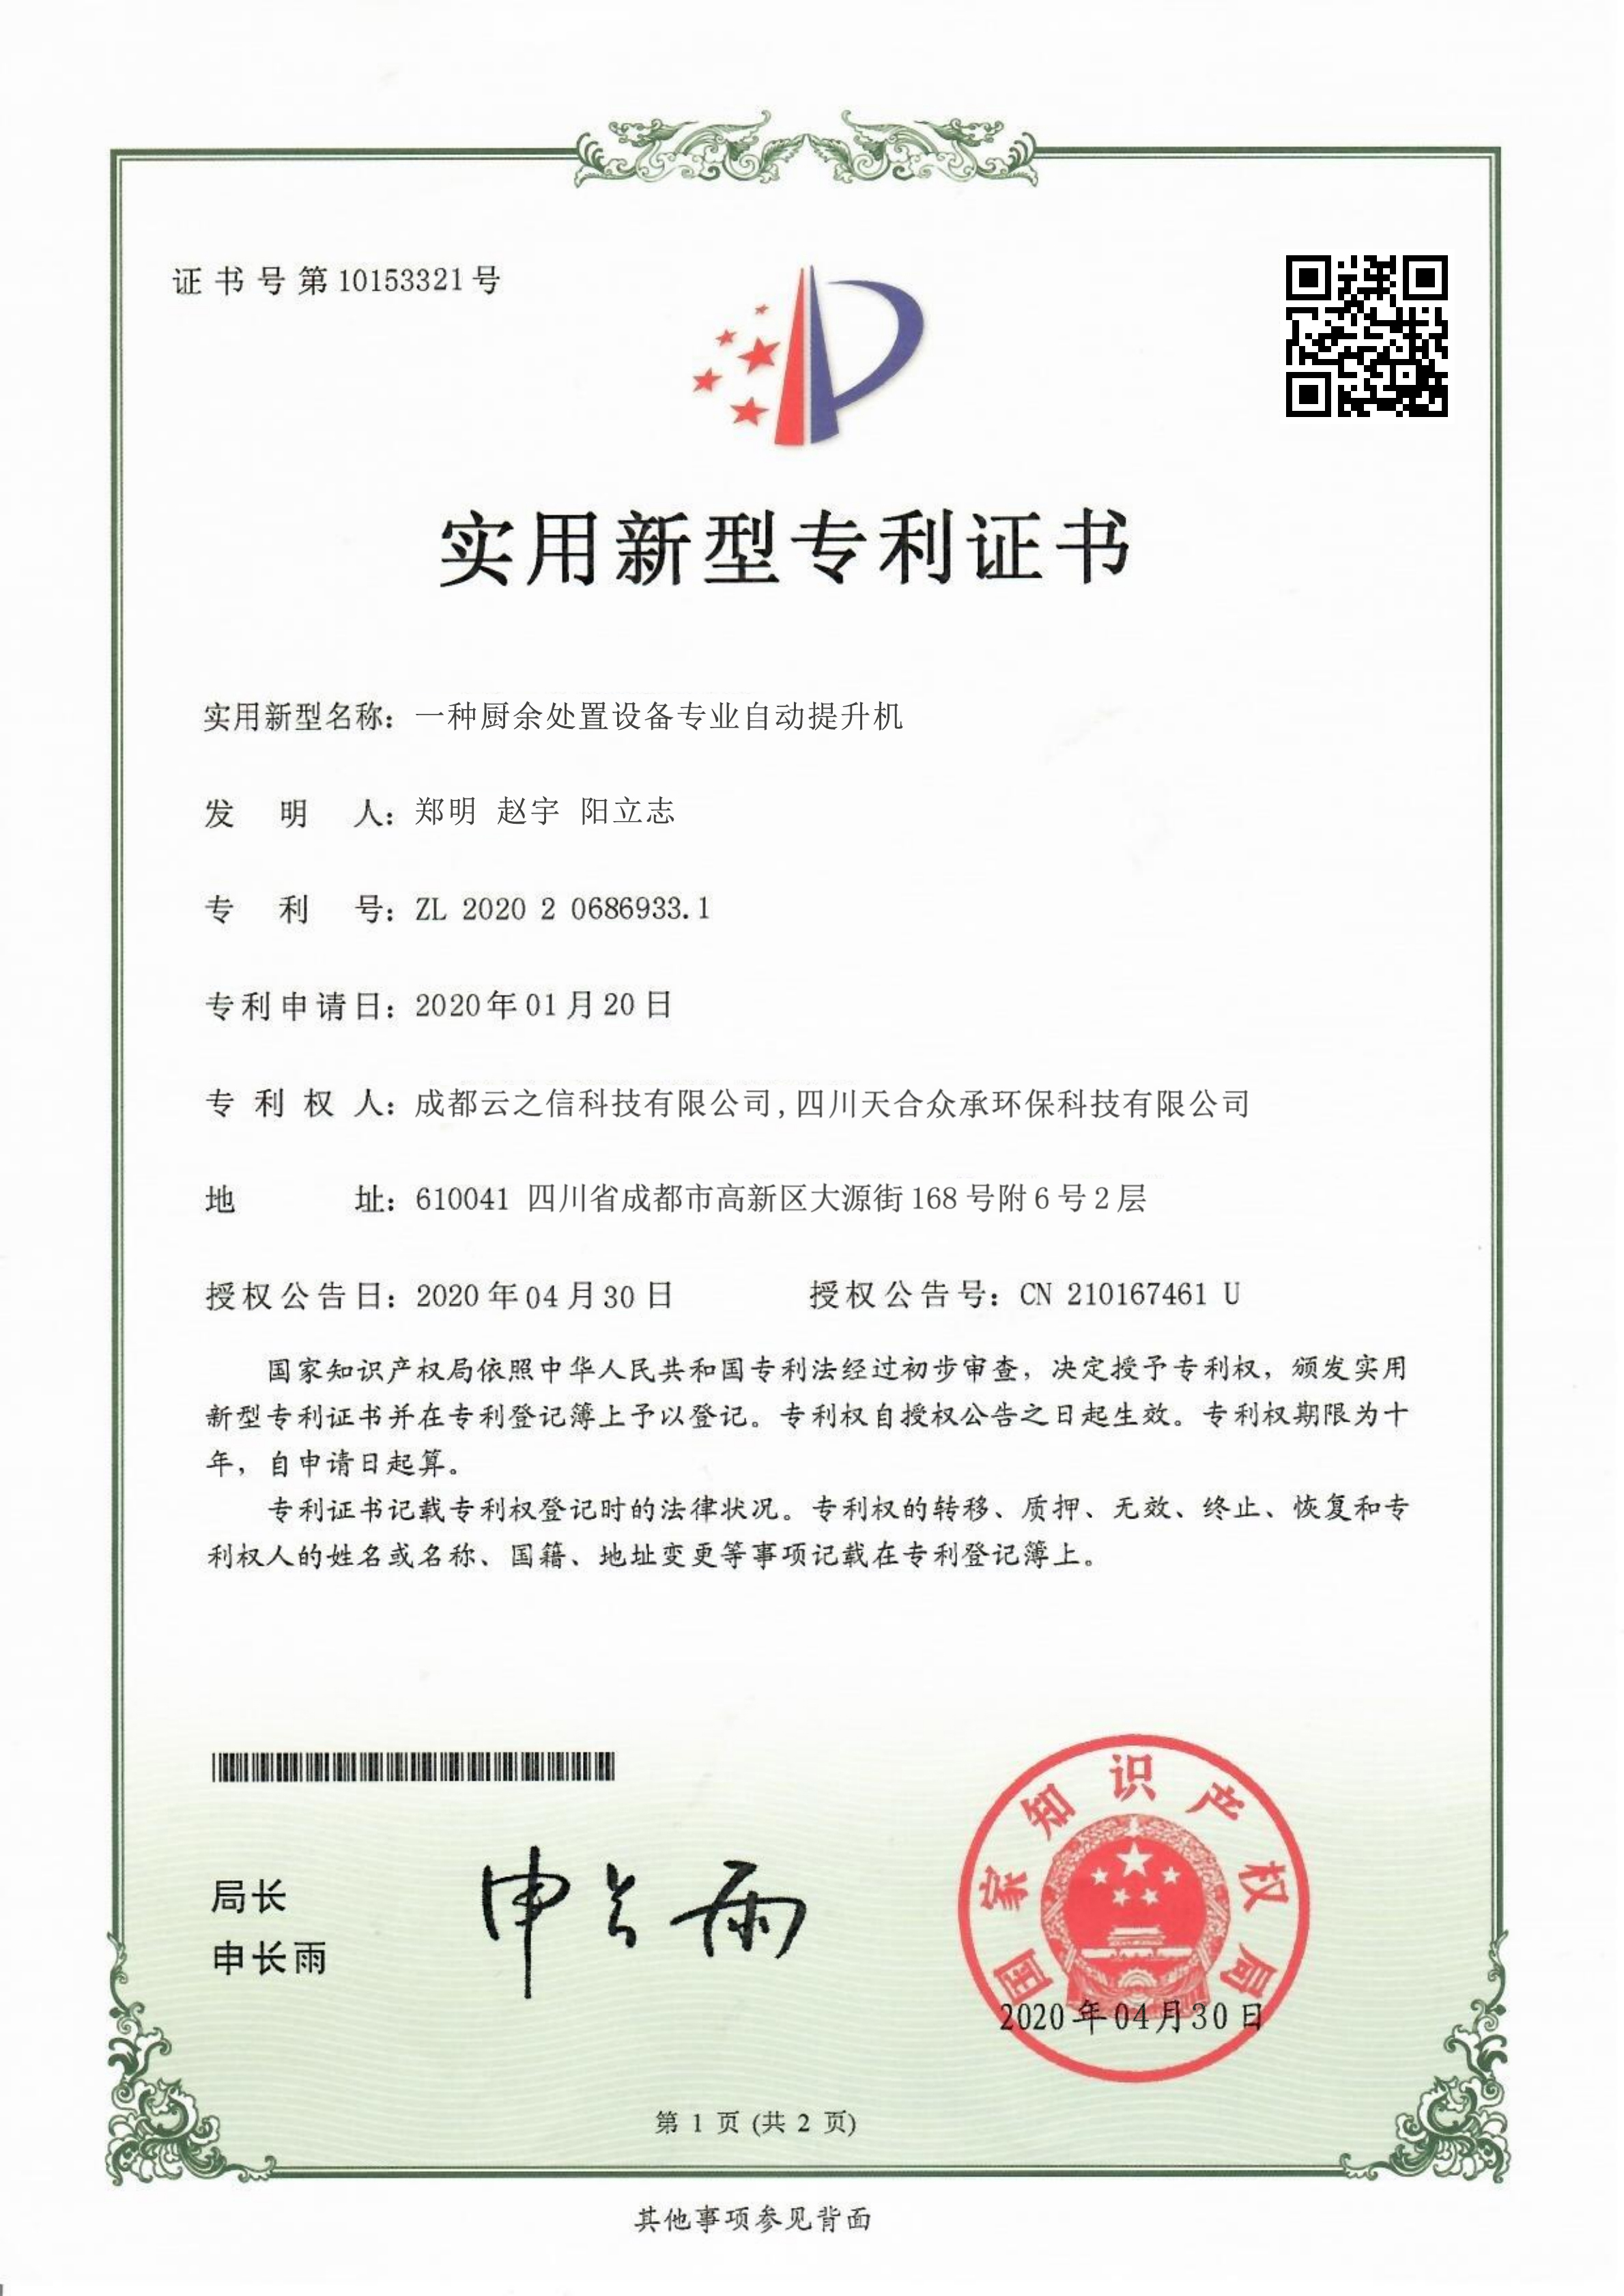 证书号第10153321号
实用新型专利证书
实用新型名称：一种厨余处置设备专业自动提升机
发明人：郑明 赵宇 阳立志
专利号：ZL 2020 2 0686933.1
专利申请日：2020年01月20日
专利权人：成都云之信科技有限公司,四川天合众承环保科技有限公司
地址：610041 四川省成都市高新区大源街168号附6号2层
授权公告日：2020年04月30日 授权公告号：CN 210167461 U
国家知识产权局依照中华人民共和国专利法经过初步审查，决定授予专利权，颁发实用
新型专利证书并在专利登记簿上予以登记。专利权自授权公告之日起生效。专利权期限为十
年，自申请日起算。
专利证书记载专利权登记时的法律状况。专利权的转移、质押、无效、终止、恢复和专
利权人的姓名或名称、国籍、地址变更等事项记载在专利登记簿上。
局长
申长雨
申长雨
国家知识产权局
2020年04月30日
第 1 页 (共 2 页)
其他事项参见背面